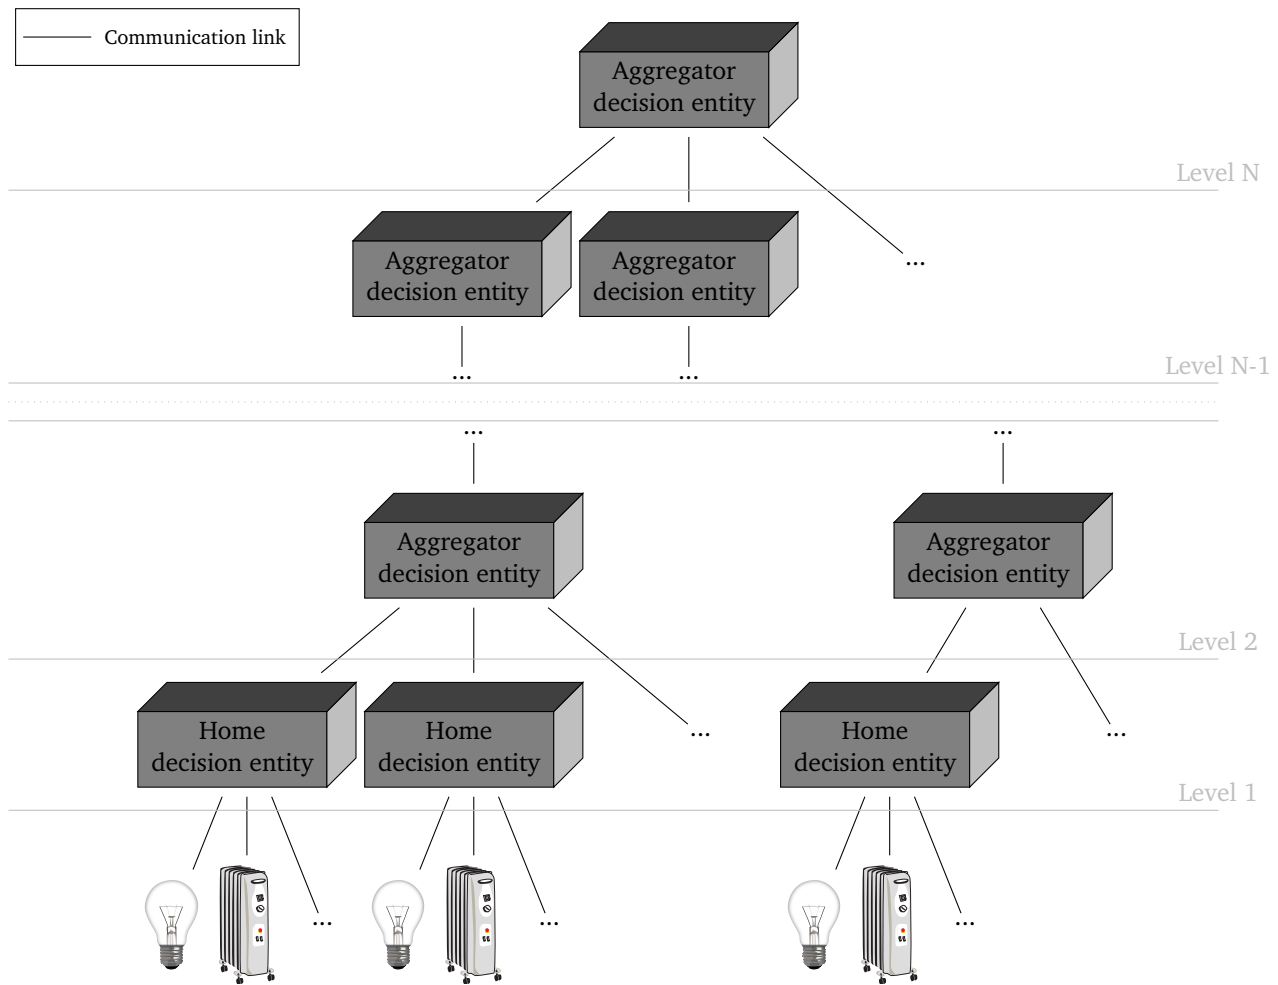 Communication link
Aggregator
decision entity
Level N
Aggregator
decision entity
Aggregator
decision entity
...
... ...
Level N-1
... ...
Aggregator
decision entity
Aggregator
decision entity
Level 2
Home
decision entity
Home
decision entity
...
Home
decision entity
...
Level 1
... ... ...